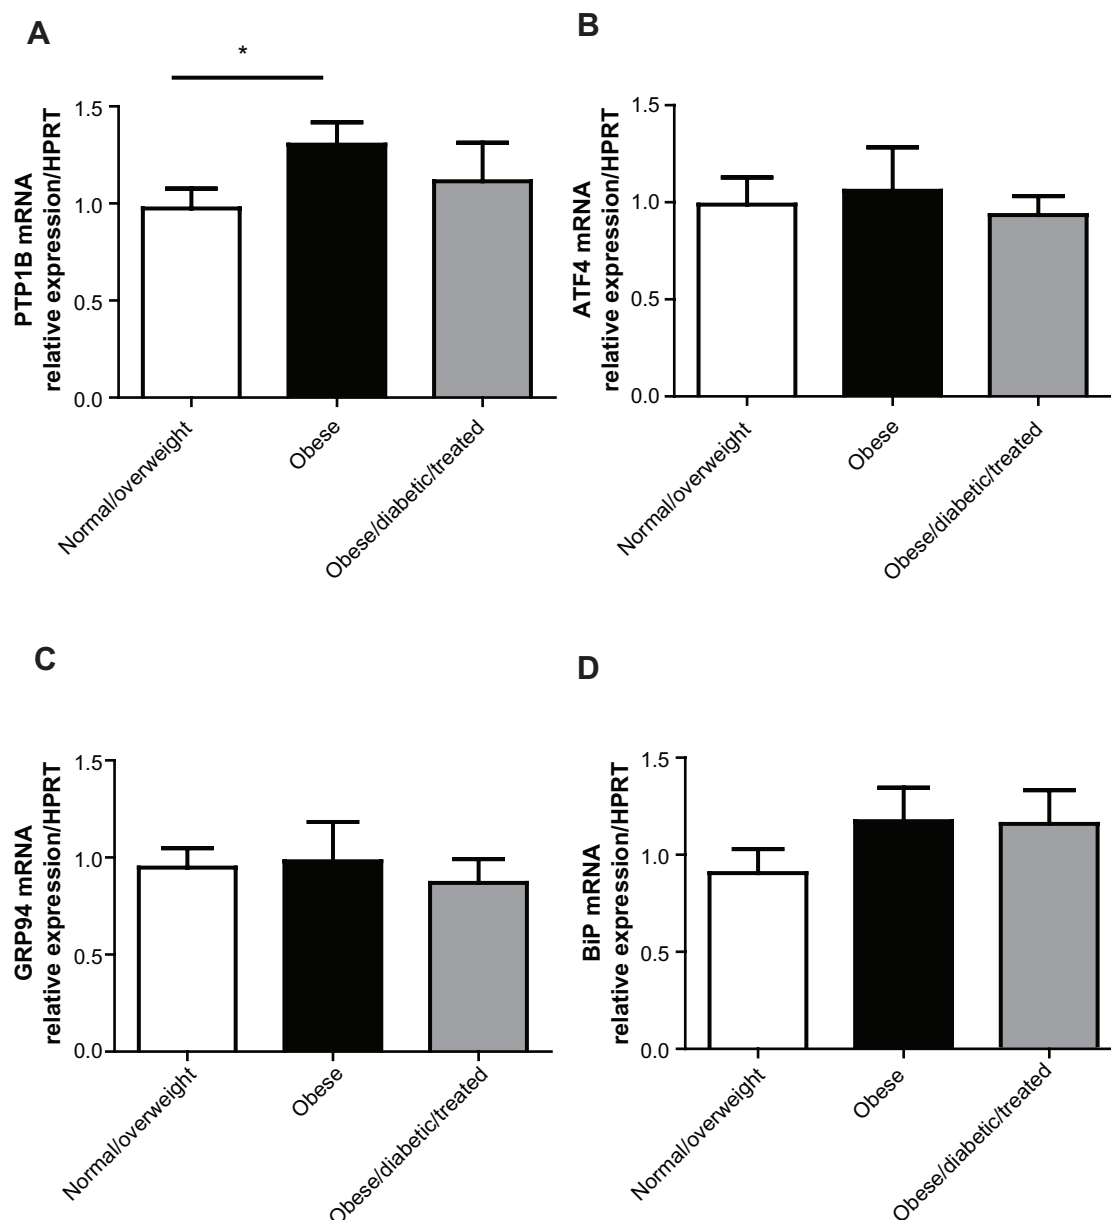 A
*
PTP1B mRNA
relative expression/HPRT
1.5
1.0
0.5
0.0
Normal/overweight
Obese
Obese/diabetic/treated
B
ATF4 mRNA
relative expression/HPRT
1.5
1.0
0.5
0.0
Normal/overweight
Obese
Obese/diabetic/treated
C
GRP94 mRNA
relative expression/HPRT
1.5
1.0
0.5
0.0
Normal/overweight
Obese
Obese/diabetic/treated
D
BiP mRNA
relative expression/HPRT
1.5
1.0
0.5
0.0
Normal/overweight
Obese
Obese/diabetic/treated